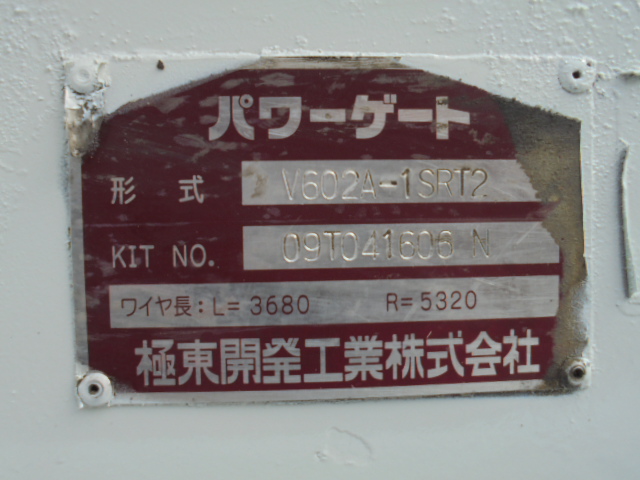 パワーゲート
形式 V602A-1SRT2
KIT NO. 09T041606 N
ワイヤ長:L=3680 R=5320
極東開発工業株式会社